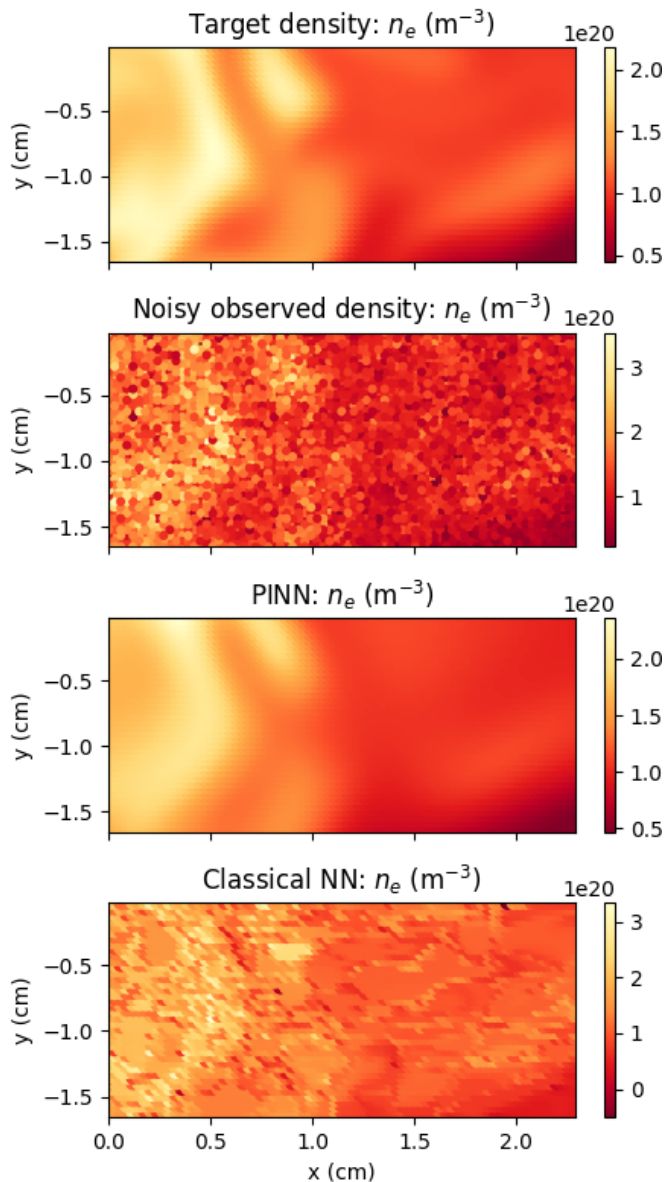 Target density: nₑ (m⁻³)
1e20
2.0
1.5
1.0
0.5
−0.5
−1.0
−1.5
y (cm)
Noisy observed density: nₑ (m⁻³)
1e20
3
2
1
−0.5
−1.0
−1.5
y (cm)
PINN: nₑ (m⁻³)
1e20
2.0
1.5
1.0
0.5
−0.5
−1.0
−1.5
y (cm)
Classical NN: nₑ (m⁻³)
1e20
3
2
1
0
−0.5
−1.0
−1.5
y (cm)
0.0 0.5 1.0 1.5 2.0
x (cm)